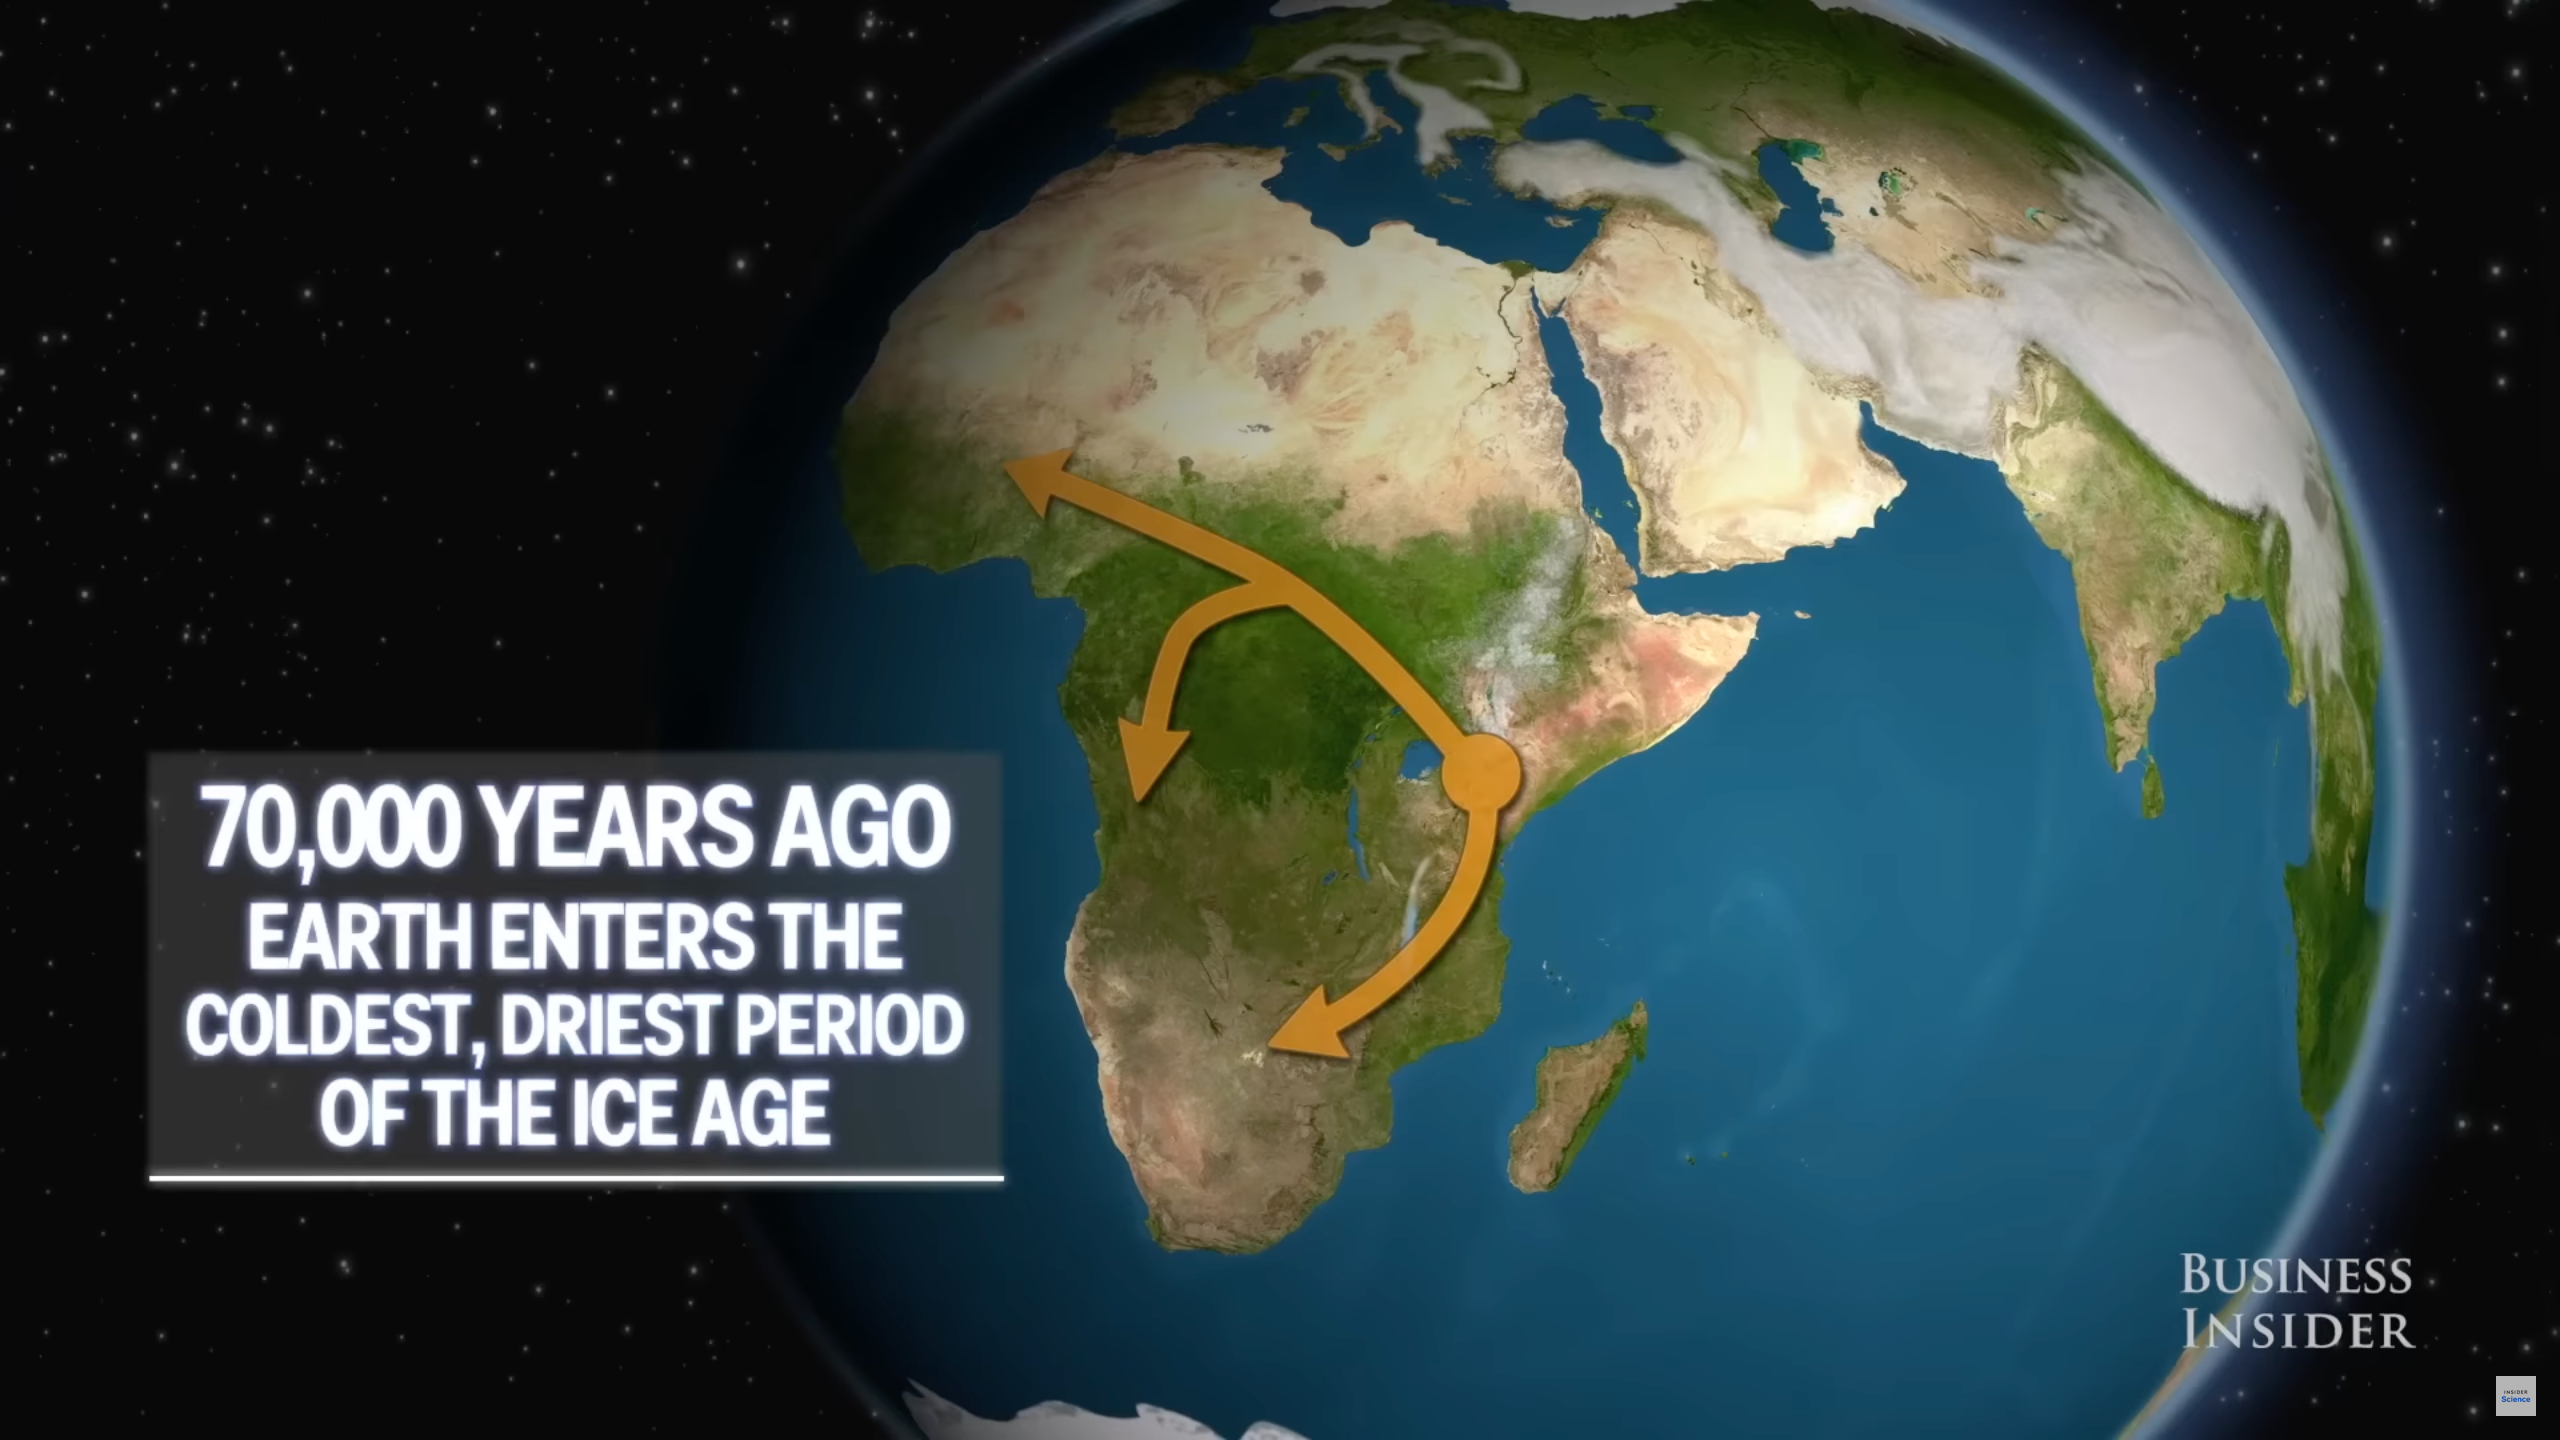 70,000 YEARS AGO
EARTH ENTERS THE
COLDEST, DRIEST PERIOD
OF THE ICE AGE
BUSINESS
INSIDER
INSIDER
Science